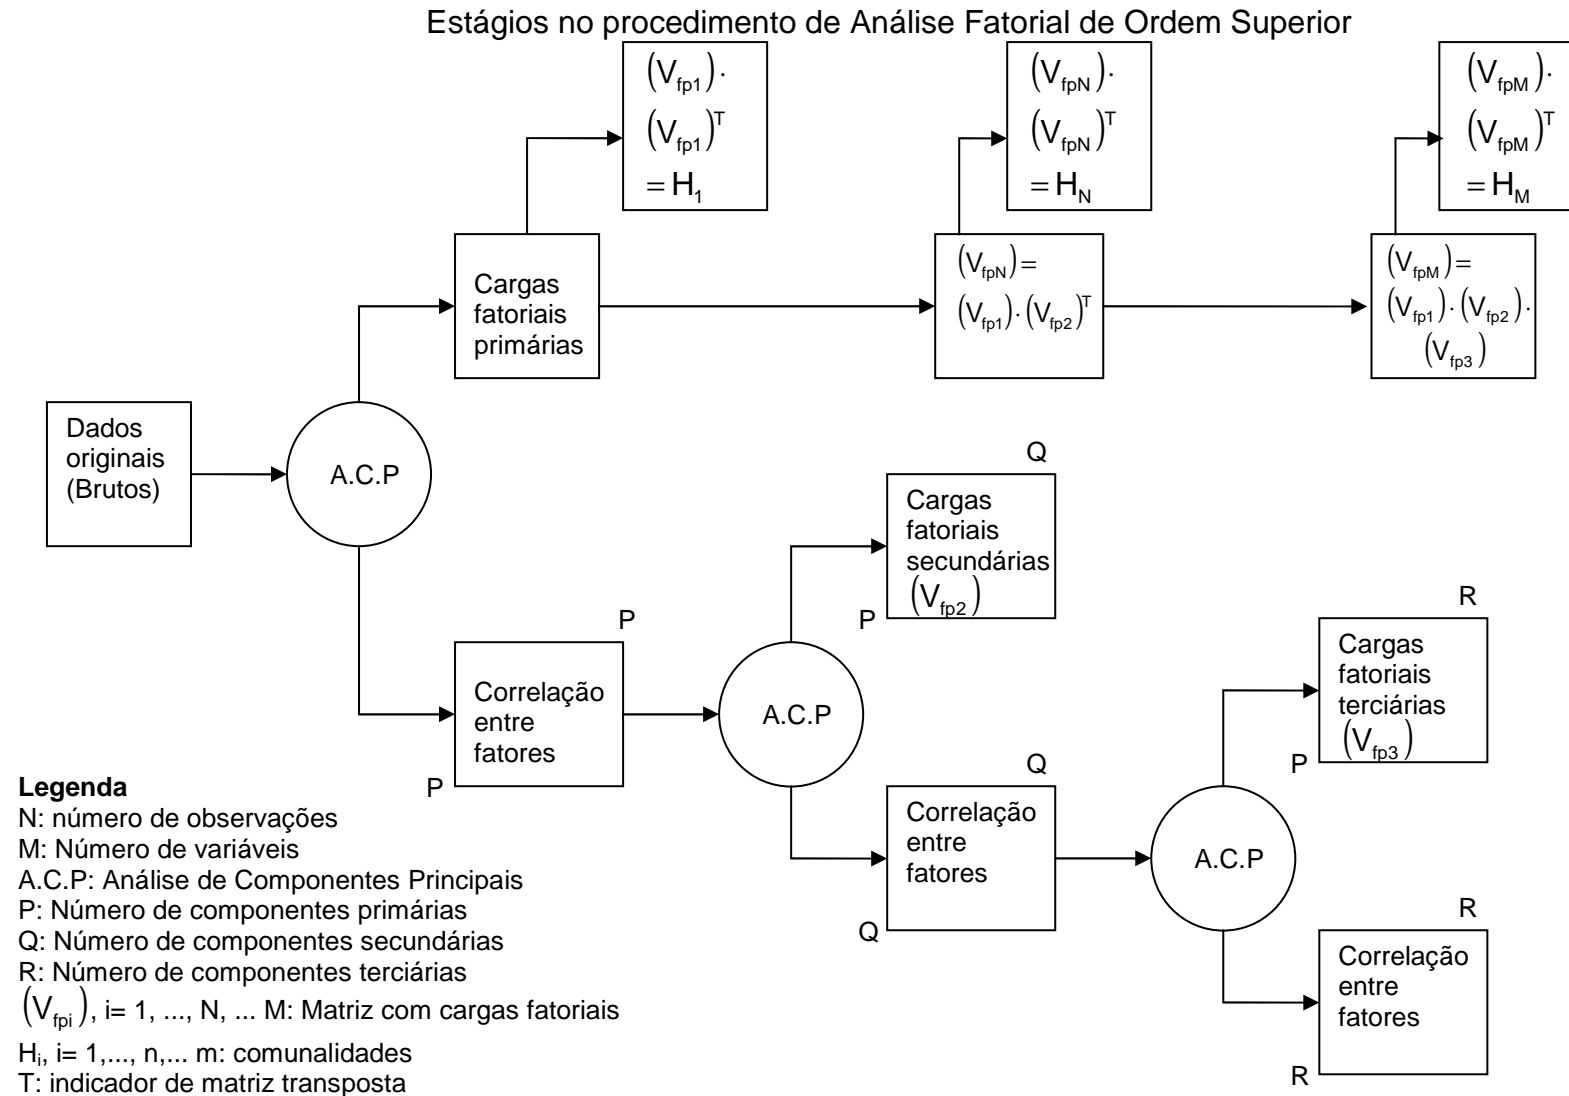 Estágios no procedimento de Análise Fatorial de Ordem Superior
(V_fp1)·
(V_fp1)^T
= H_1
(V_fpN)·
(V_fpN)^T
= H_N
(V_fpM)·
(V_fpM)^T
= H_M
Cargas
fatoriais
primárias
(V_fpN)=
(V_fp1)·(V_fp2)^T
(V_fpM)=
(V_fp1)·(V_fp2)·
(V_fp3)
Dados
originais
(Brutos)
A.C.P
Q
Cargas
fatoriais
secundárias
(V_fp2)
P
P
Correlação
entre
fatores
P
A.C.P
R
Cargas
fatoriais
terciárias
(V_fp3)
P
Q
Correlação
entre
fatores
Q
A.C.P
R
Correlação
entre
fatores
R
Legenda
N: número de observações
M: Número de variáveis
A.C.P: Análise de Componentes Principais
P: Número de componentes primárias
Q: Número de componentes secundárias
R: Número de componentes terciárias
(V_fpi), i= 1, ..., N, ... M: Matriz com cargas fatoriais
H_i, i= 1,..., n,... m: comunalidades
T: indicador de matriz transposta